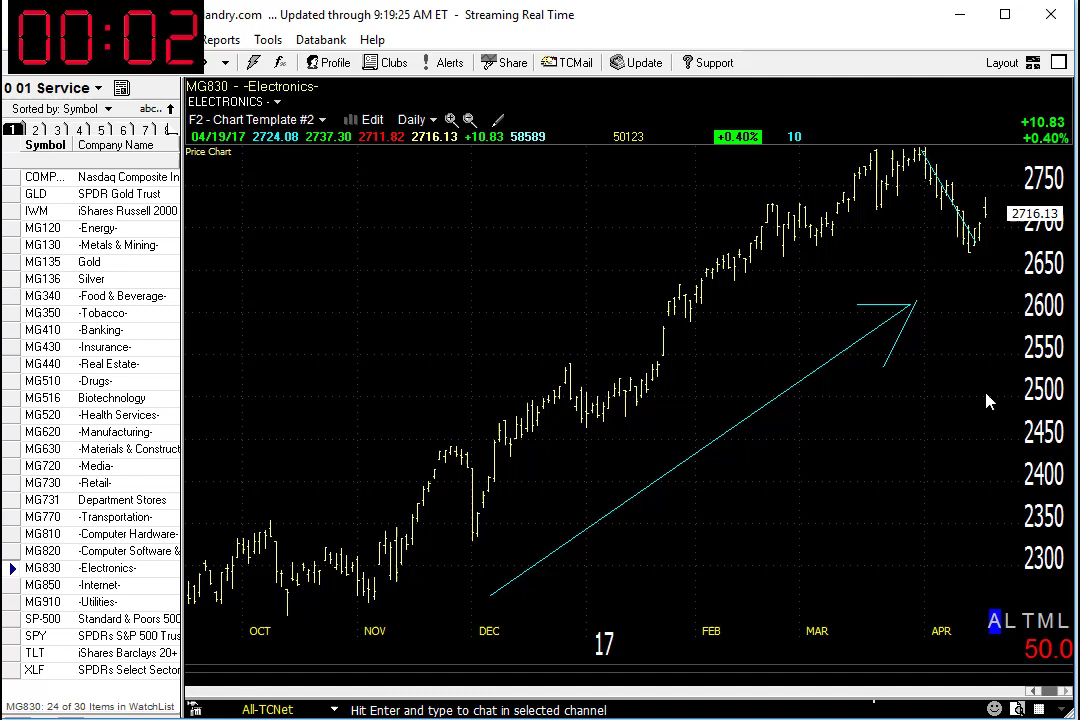 00:02
andry.com ... Updated through 9:19:25 AM ET - Streaming Real Time
Reports Tools Databank Help
Profile Clubs Alerts Share TCMail Update Support Layout
0 01 Service
Sorted by: Symbol abc..
1 2 3 4 5 6 7
Symbol Company Name
COMP... Nasdaq Composite In
GLD SPDR Gold Trust
IWM iShares Russell 2000
MG120 -Energy-
MG130 -Metals & Mining-
MG135 Gold
MG136 Silver
MG340 -Food & Beverage-
MG350 -Tobacco-
MG410 -Banking-
MG430 -Insurance-
MG440 -Real Estate-
MG510 -Drugs-
MG516 Biotechnology
MG520 -Health Services-
MG620 -Manufacturing-
MG630 -Materials & Construct
MG720 -Media-
MG730 -Retail-
MG731 Department Stores
MG770 -Transportation-
MG810 -Computer Hardware-
MG820 -Computer Software &
MG830 -Electronics-
MG850 -Internet-
MG910 -Utilities-
SP-500 Standard & Poors 500
SPY SPDRs S&P 500 Trus
TLT iShares Barclays 20+
XLF SPDRs Select Sector
MG830: 24 of 30 Items in WatchList
MG830 - -Electronics-
ELECTRONICS -
F2 - Chart Template #2 Edit Daily
04/19/17 2724.08 2737.30 2711.82 2716.13 +10.83 58589 50123 +0.40% 10
+10.83
+0.40%
Price Chart
2750
2716.13
2700
2650
2600
2550
2500
2450
2400
2350
2300
OCT NOV DEC 17 FEB MAR APR
A L T M L
50.0
All-TCNet Hit Enter and type to chat in selected channel